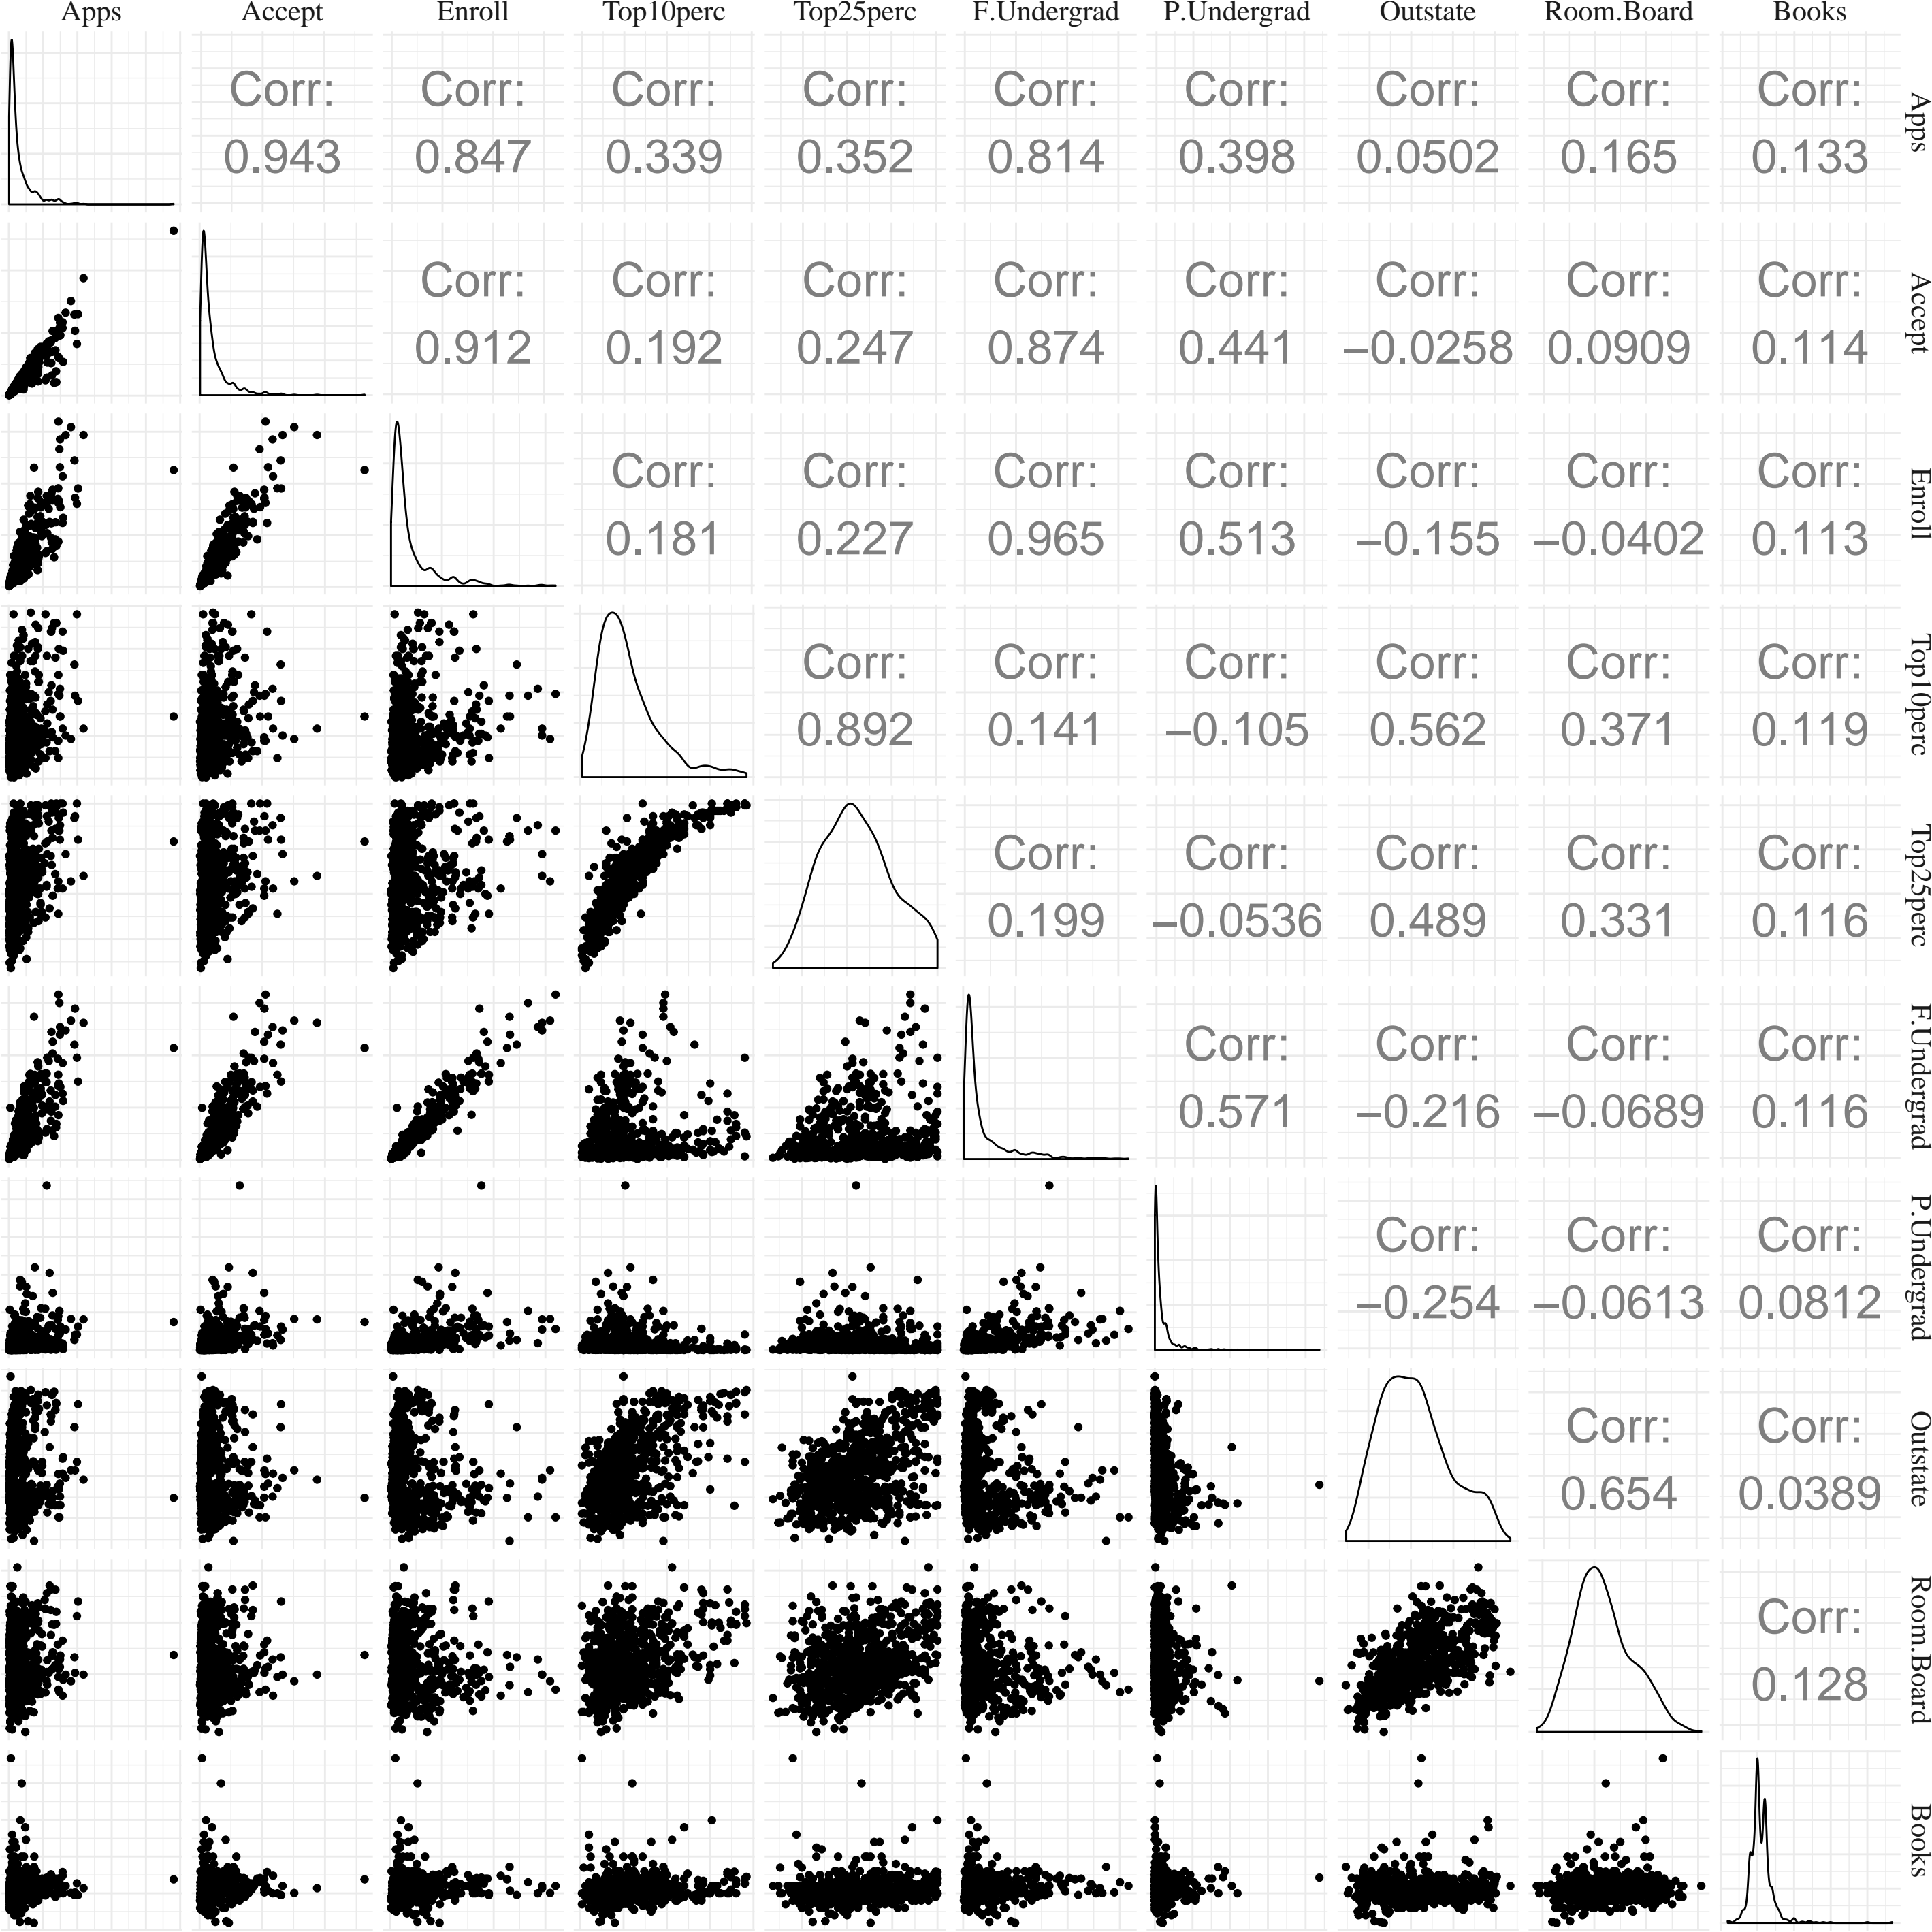 Apps Accept Enroll Top10perc Top25perc F.Undergrad P.Undergrad Outstate Room.Board Books
Corr: Corr: Corr: Corr: Corr: Corr: Corr: Corr: Corr:
0.943 0.847 0.339 0.352 0.814 0.398 0.0502 0.165 0.133
Apps
Corr: Corr: Corr: Corr: Corr: Corr: Corr: Corr:
0.912 0.192 0.247 0.874 0.441 −0.0258 0.0909 0.114
Accept
Corr: Corr: Corr: Corr: Corr: Corr: Corr:
0.181 0.227 0.965 0.513 −0.155 −0.0402 0.113
Enroll
Corr: Corr: Corr: Corr: Corr: Corr:
0.892 0.141 −0.105 0.562 0.371 0.119
Top10perc
Corr: Corr: Corr: Corr: Corr:
0.199 −0.0536 0.489 0.331 0.116
Top25perc
Corr: Corr: Corr: Corr:
0.571 −0.216 −0.0689 0.116
F.Undergrad
Corr: Corr: Corr:
−0.254 −0.0613 0.0812
P.Undergrad
Corr: Corr:
0.654 0.0389
Outstate
Corr:
0.128
Room.Board
Books